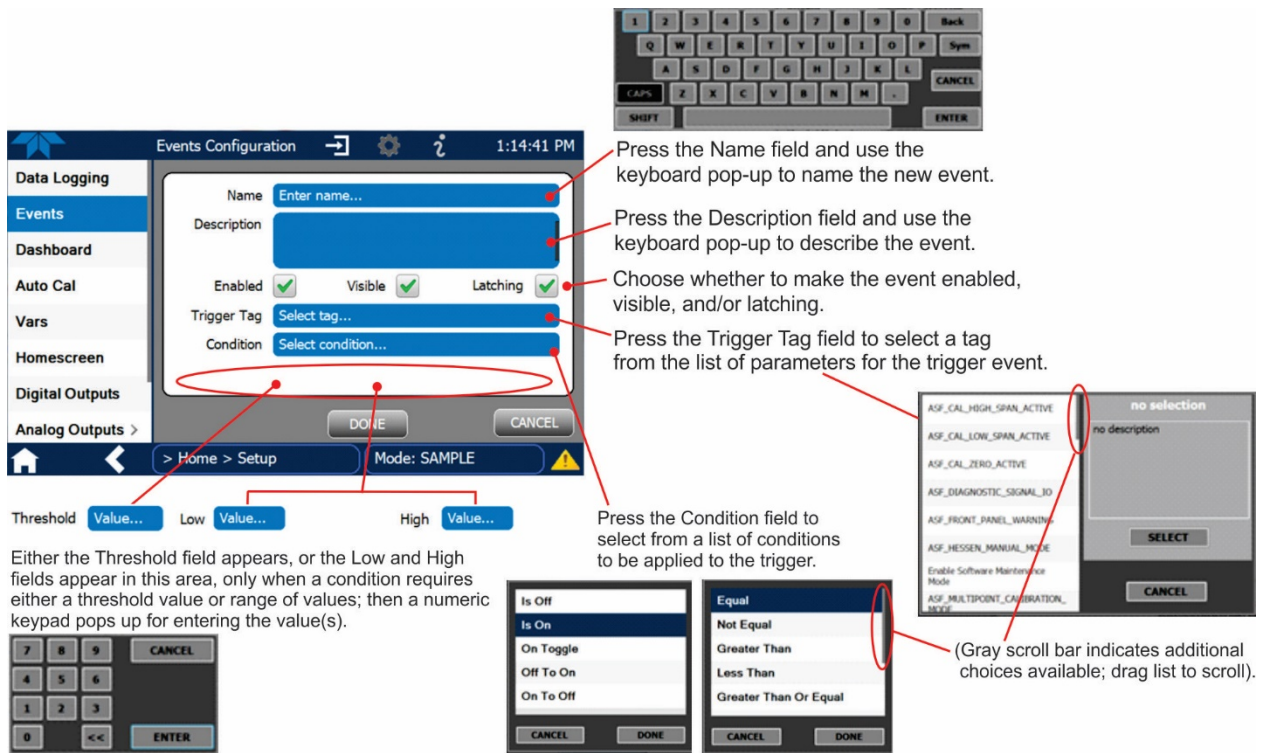 1 2 3 4 5 6 7 8 9 0 Back
Q W E R T Y U I O P Sym
A S D F G H J K L
CANCEL
CAPS Z X C V B N M .
SHIFT ENTER
Events Configuration 1:14:41 PM
Data Logging
Events
Dashboard
Auto Cal
Vars
Homescreen
Digital Outputs
Analog Outputs >
Name Enter name...
Description
Enabled Visible Latching
Trigger Tag Select tag...
Condition Select condition...
DONE CANCEL
> Home > Setup Mode: SAMPLE
Press the Name field and use the
keyboard pop-up to name the new event.
Press the Description field and use the
keyboard pop-up to describe the event.
Choose whether to make the event enabled,
visible, and/or latching.
Press the Trigger Tag field to select a tag
from the list of parameters for the trigger event.
ASF_CAL_HIGH_SPAN_ACTIVE
ASF_CAL_LOW_SPAN_ACTIVE
ASF_CAL_ZERO_ACTIVE
ASF_DIAGNOSTIC_SIGNAL_IO
ASF_FRONT_PANEL_WARNING
ASF_HESSEN_MANUAL_MODE
Enable Software Maintenance
Mode
ASF_MULTIPOINT_CALIBRATION_
MODE
no selection
no description
SELECT
CANCEL
Threshold Value... Low Value... High Value...
Either the Threshold field appears, or the Low and High
fields appear in this area, only when a condition requires
either a threshold value or range of values; then a numeric
keypad pops up for entering the value(s).
7 8 9 CANCEL
4 5 6
1 2 3
0 << ENTER
Press the Condition field to
select from a list of conditions
to be applied to the trigger.
Is Off
Is On
On Toggle
Off To On
On To Off
CANCEL DONE
Equal
Not Equal
Greater Than
Less Than
Greater Than Or Equal
CANCEL DONE
(Gray scroll bar indicates additional
choices available; drag list to scroll).